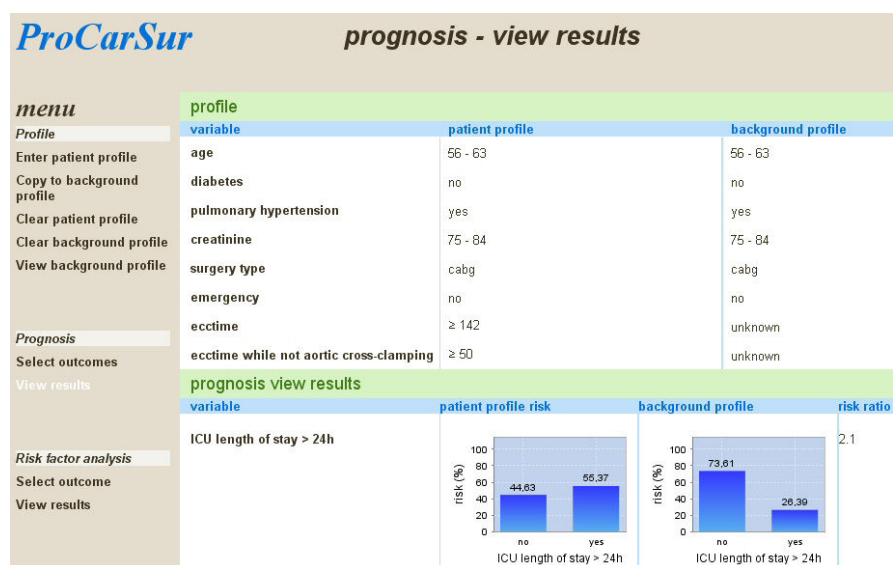 ProCarSur
prognosis - view results
menu
Profile
Enter patient profile
Copy to background
profile
Clear patient profile
Clear background profile
View background profile
Prognosis
Select outcomes
View results
Risk factor analysis
Select outcome
View results
profile
variable patient profile background profile
age 56 - 63 56 - 63
diabetes no no
pulmonary hypertension yes yes
creatinine 75 - 84 75 - 84
surgery type cabg cabg
emergency no no
ecctime ≥ 142 unknown
ecctime while not aortic cross-clamping ≥ 50 unknown
prognosis view results
variable patient profile risk background profile risk ratio
ICU length of stay > 24h
risk (%)
100
80
60
40
20
0
44,63
55,37
no yes
ICU length of stay > 24h
risk (%)
100
80
60
40
20
0
73,61
26,39
no yes
ICU length of stay > 24h
2.1